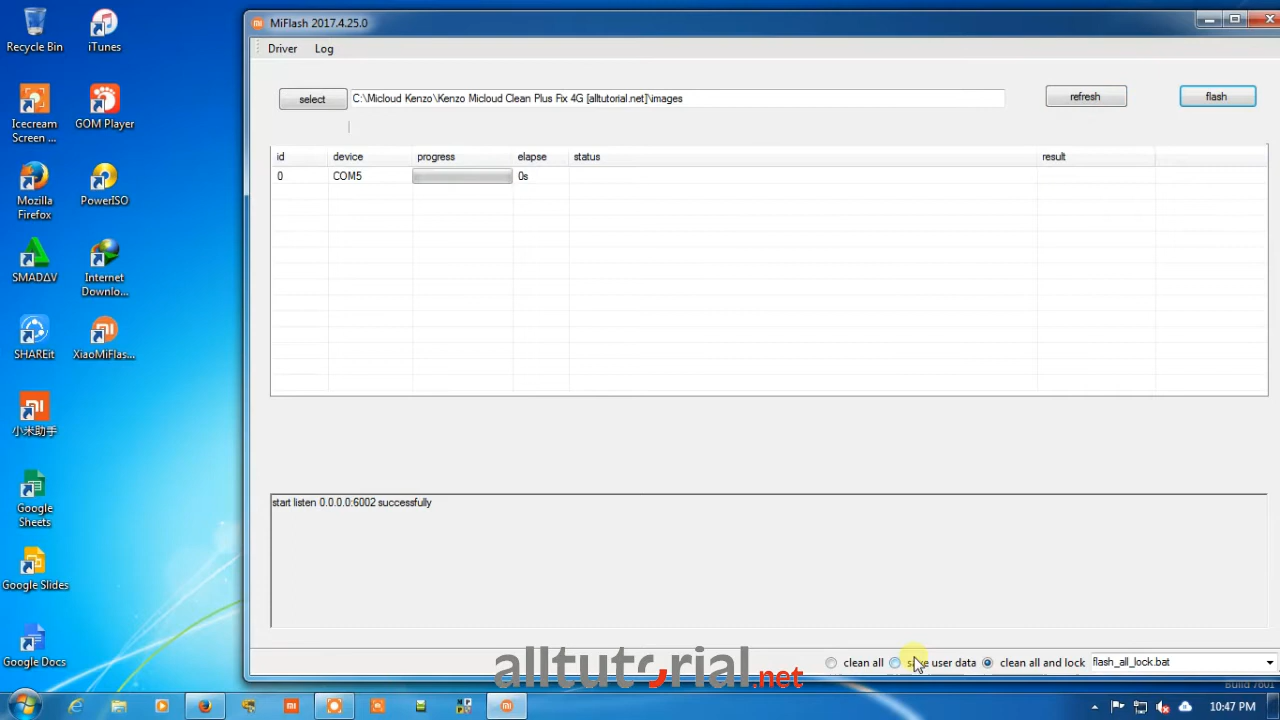 MiFlash 2017.4.25.0
Driver Log
select C:\Micloud Kenzo\Kenzo Micloud Clean Plus Fix 4G [alltutorial.net]\images refresh flash
id device progress elapse status result
0 COM5 0s
start listen 0.0.0.0:6002 successfully
clean all save user data clean all and lock flash_all_lock.bat
alltutorial.net
Build 7601
Recycle Bin
iTunes
Icecream
Screen ...
GOM Player
Mozilla
Firefox
PowerISO
SMADΔV
Internet
Downlo...
SHAREit
XiaoMiFlas...
小米助手
Google
Sheets
Google Slides
Google Docs
10:47 PM